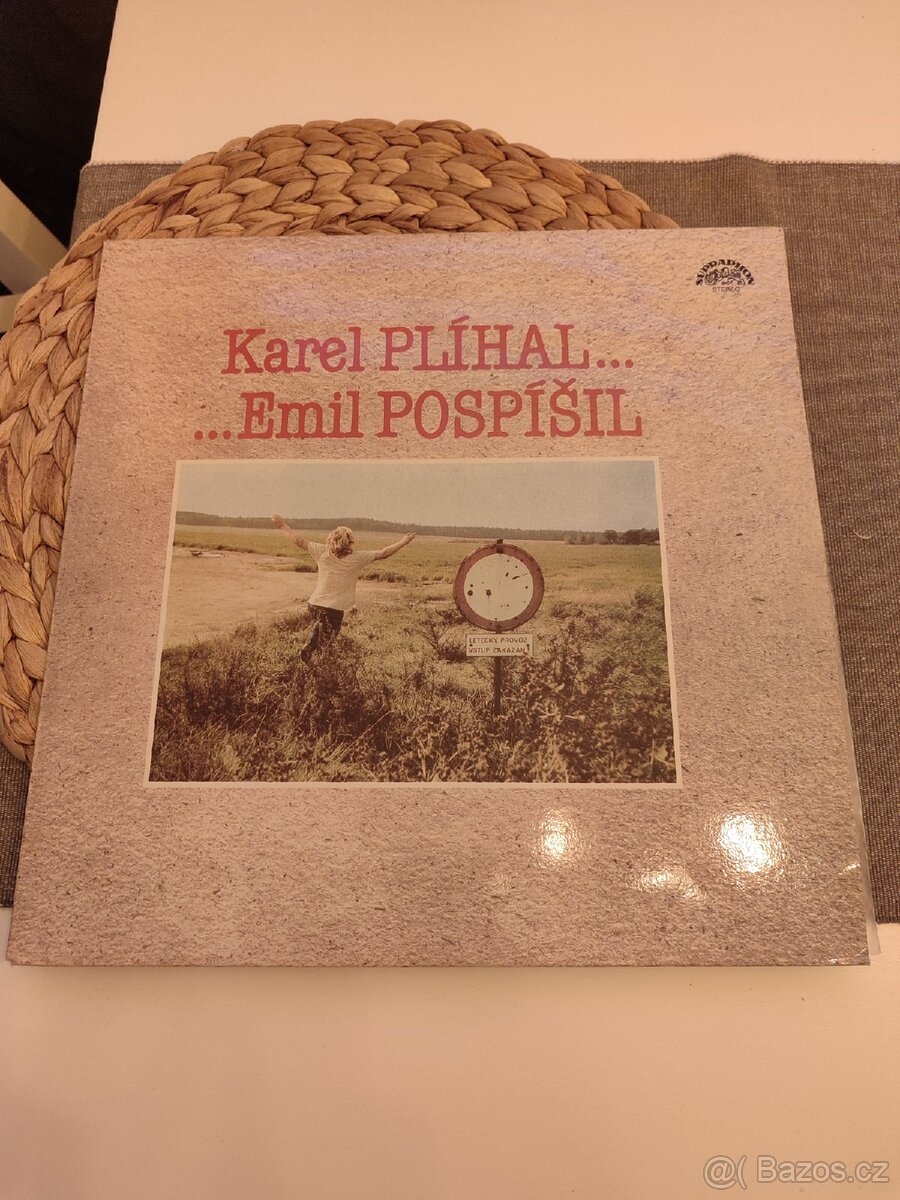 SUPRAPHON
STEREO
Karel PLÍHAL...
...Emil POSPÍŠIL
LETECKÝ PROVOZ
VSTUP ZAKÁZÁN
@( Bazos.cz